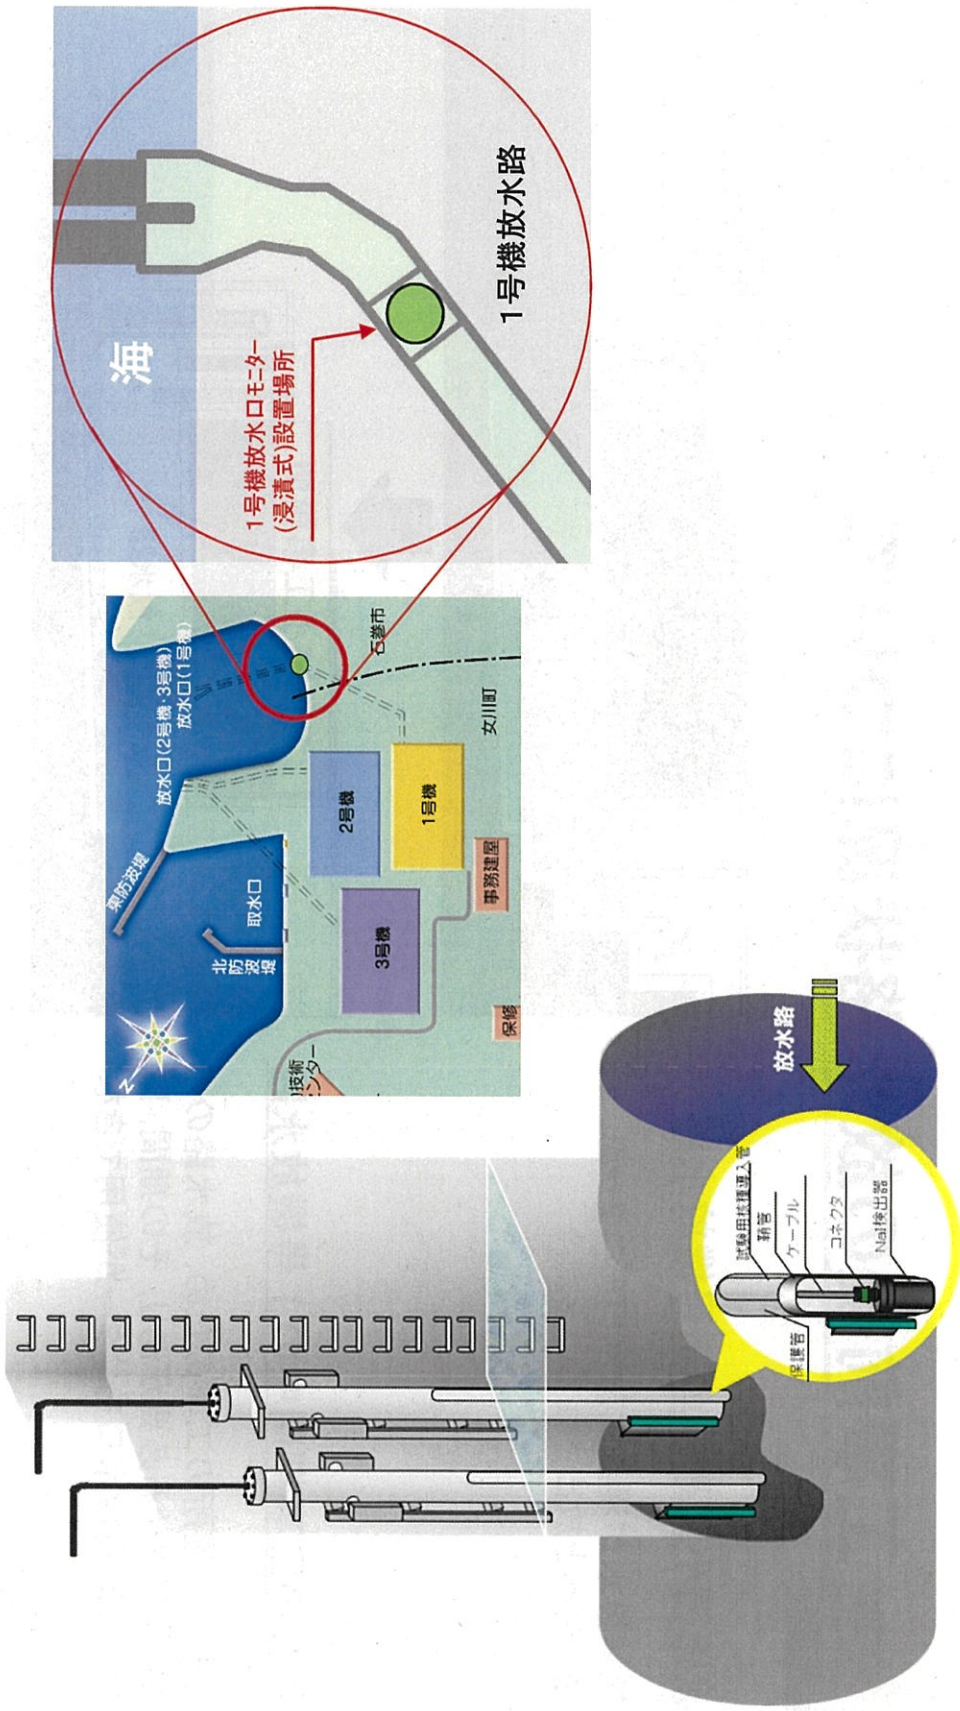 海
1号機放水口モニター
(浸漬式)設置場所
1号機放水路
放水口(2号機・3号機)
放水口(1号機)
東防波堤
取水口
北防波堤
N
石巻市
女川町
2号機
1号機
3号機
事務建屋
保修
技術
ンター
放水路
試験用核種導入管
鞘管
ケーブル
コネクタ
NaI検出器
保護管